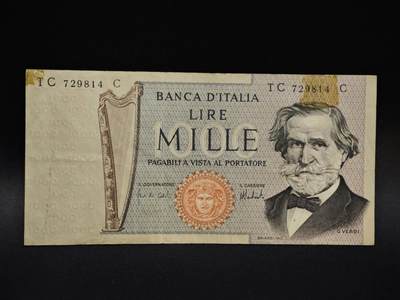 TC 729814 C
TC 729814 C
BANCA D'ITALIA
LIRE
MILLE
PAGABILI A VISTA AL PORTATORE
IL GOVERNATORE
IL CASSIERE
G. VERDI